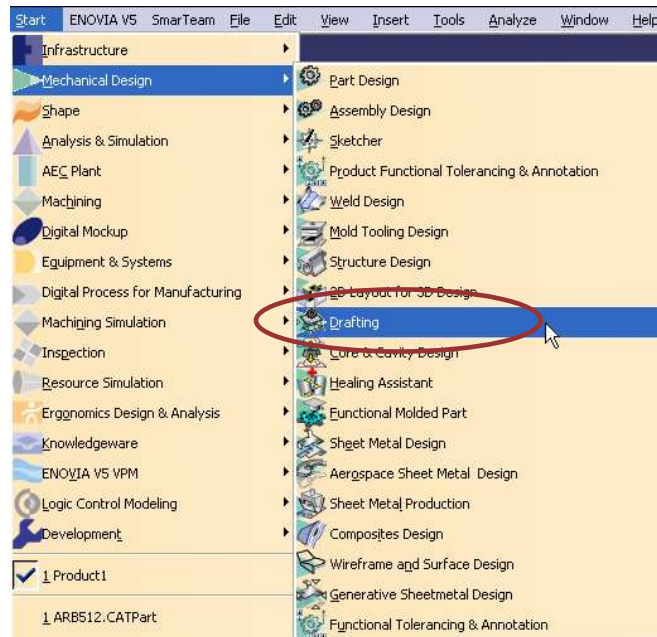 Start ENOVIA V5 SmarTeam File Edit View Insert Tools Analyze Window Help
Infrastructure
Mechanical Design
Shape
Analysis & Simulation
AEC Plant
Machining
Digital Mockup
Equipment & Systems
Digital Process for Manufacturing
Machining Simulation
Inspection
Resource Simulation
Ergonomics Design & Analysis
Knowledgeware
ENOVIA V5 VPM
Logic Control Modeling
Development
1 Product1
1 ARB512.CATPart
Part Design
Assembly Design
Sketcher
Product Functional Tolerancing & Annotation
Weld Design
Mold Tooling Design
Structure Design
2D Layout for 3D Design
Drafting
Core & Cavity Design
Healing Assistant
Functional Molded Part
Sheet Metal Design
Aerospace Sheet Metal Design
Sheet Metal Production
Composites Design
Wireframe and Surface Design
Generative Sheetmetal Design
Functional Tolerancing & Annotation